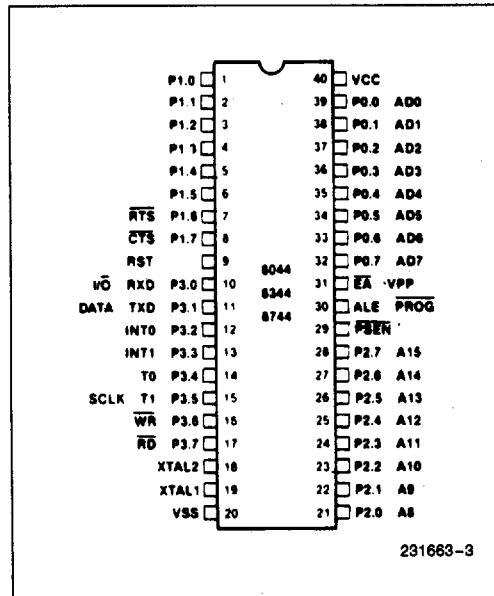 P1.0 1 40 VCC
P1.1 2 39 P0.0 AD0
P1.2 3 38 P0.1 AD1
P1.3 4 37 P0.2 AD2
P1.4 5 36 P0.3 AD3
P1.5 6 35 P0.4 AD4
RTS P1.6 7 34 P0.5 AD5
CTS P1.7 8 33 P0.6 AD6
RST 9 32 P0.7 AD7
8044
I/O RXD P3.0 10 31 EA VPP
8344
DATA TXD P3.1 11 30 ALE PROG
8744
INT0 P3.2 12 29 PSEN
INT1 P3.3 13 28 P2.7 A15
T0 P3.4 14 27 P2.6 A14
SCLK T1 P3.5 15 26 P2.5 A13
WR P3.6 16 25 P2.4 A12
RD P3.7 17 24 P2.3 A11
XTAL2 18 23 P2.2 A10
XTAL1 19 22 P2.1 A9
VSS 20 21 P2.0 A8
231663-3